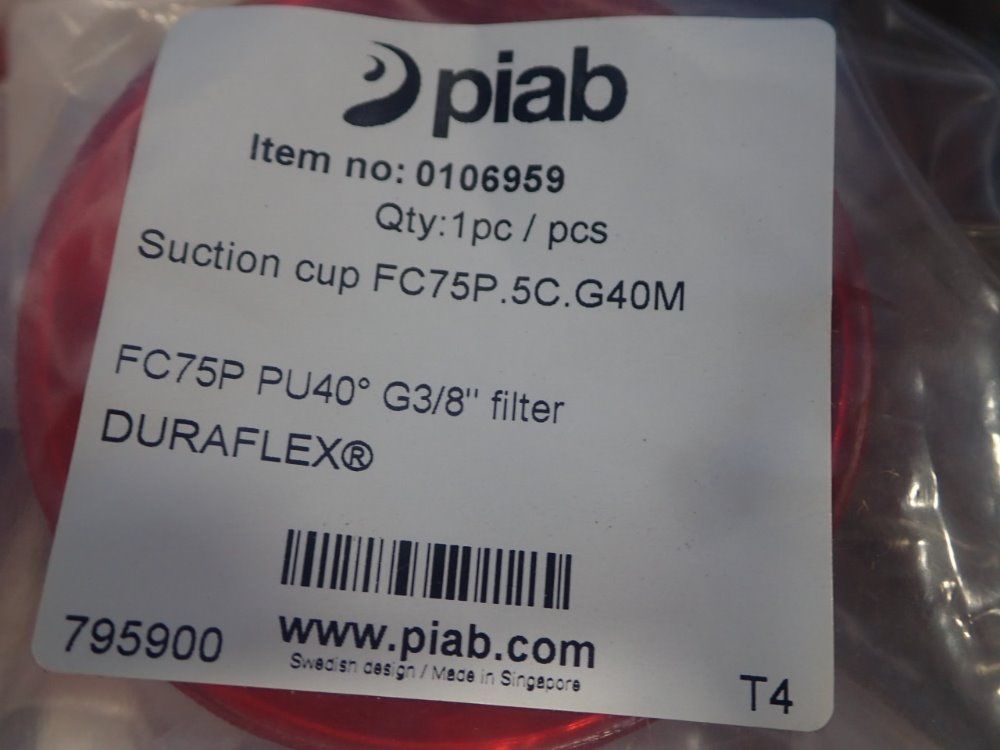 piab
Item no: 0106959
Qty:1pc / pcs
Suction cup FC75P.5C.G40M
FC75P PU40° G3/8" filter
DURAFLEX®
795900
www.piab.com
Swedish design / Made in Singapore
T4